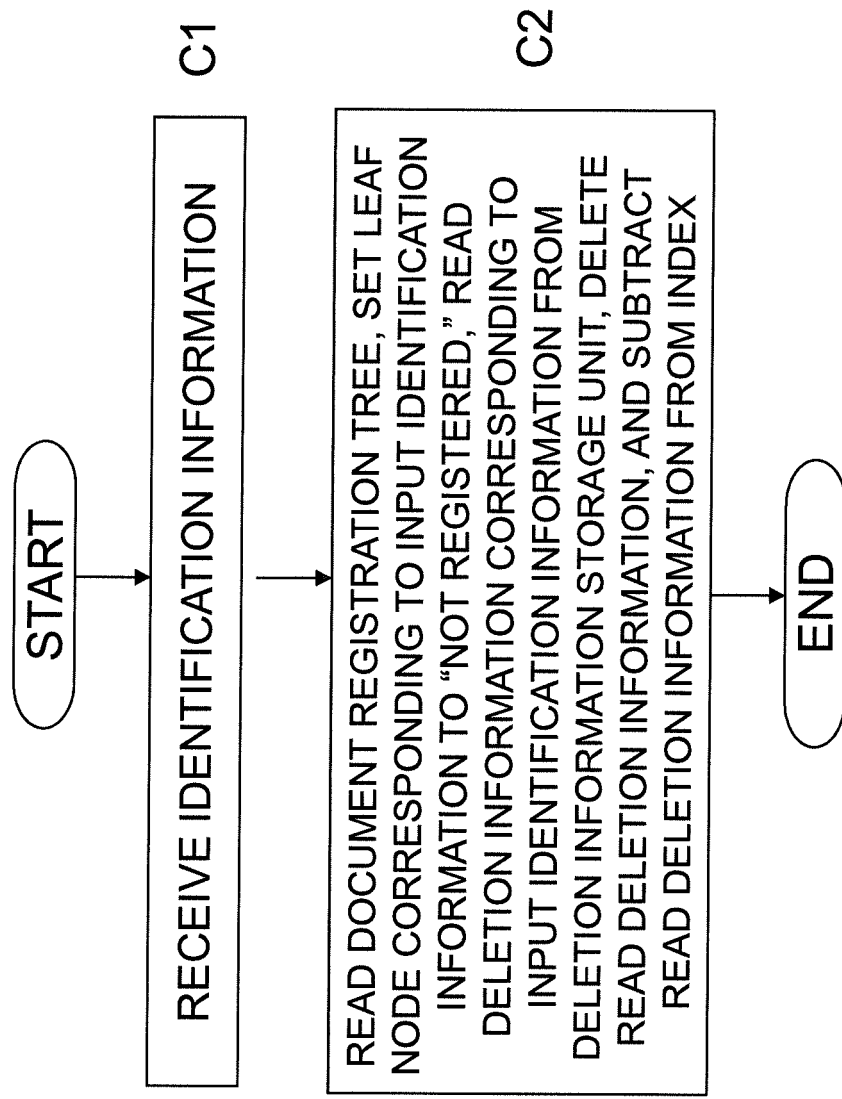 START
RECEIVE IDENTIFICATION INFORMATION
C1
READ DOCUMENT REGISTRATION TREE, SET LEAF
NODE CORRESPONDING TO INPUT IDENTIFICATION
INFORMATION TO “NOT REGISTERED,” READ
DELETION INFORMATION CORRESPONDING TO
INPUT IDENTIFICATION INFORMATION FROM
DELETION INFORMATION STORAGE UNIT, DELETE
READ DELETION INFORMATION, AND SUBTRACT
READ DELETION INFORMATION FROM INDEX
C2
END